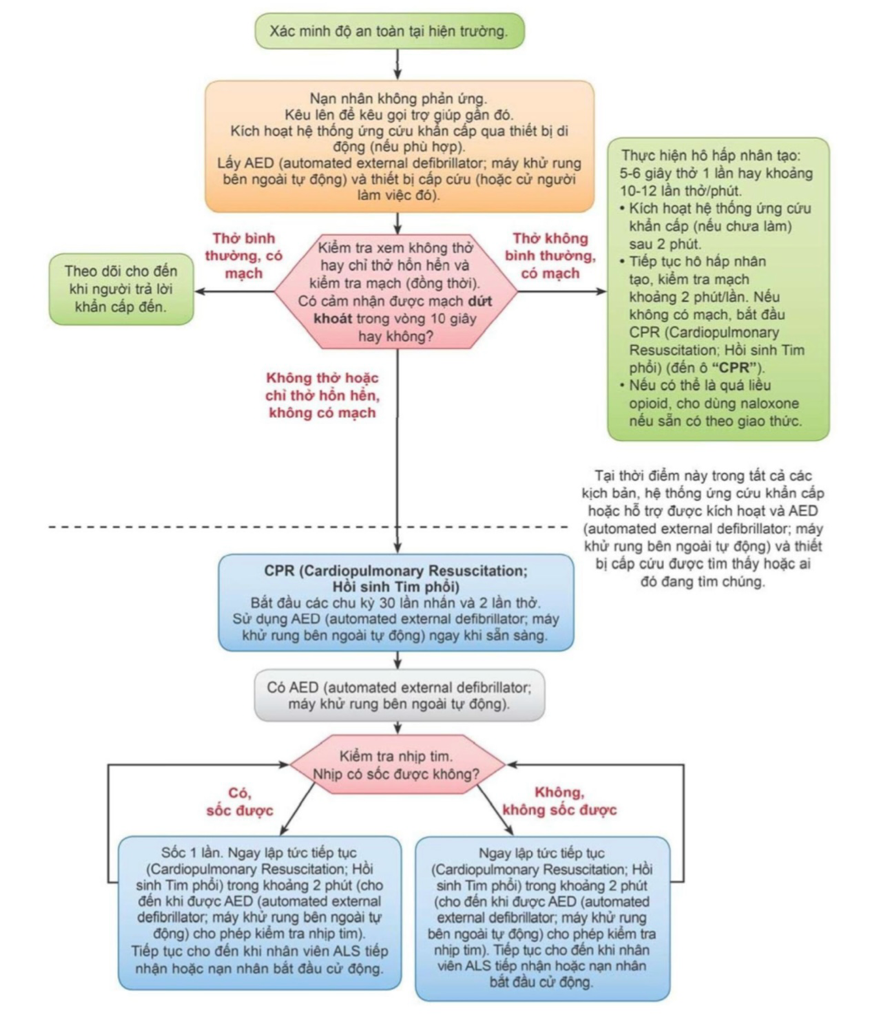 Xác minh độ an toàn tại hiện trường.
Nạn nhân không phản ứng.
Kêu lên để kêu gọi trợ giúp gần đó.
Kích hoạt hệ thống ứng cứu khẩn cấp qua thiết bị di
động (nếu phù hợp).
Lấy AED (automated external defibrillator; máy khử rung
bên ngoài tự động) và thiết bị cấp cứu (hoặc cử người
làm việc đó).
Thở bình
thường, có
mạch
Theo dõi cho đến
khi người trả lời
khẩn cấp đến.
Kiểm tra xem không thở
hay chỉ thở hổn hển và
kiểm tra mạch (đồng thời).
Có cảm nhận được mạch dứt
khoát trong vòng 10 giây
hay không?
Thở không
bình thường,
có mạch
Thực hiện hô hấp nhân tạo:
5-6 giây thở 1 lần hay khoảng
10-12 lần thở/phút.
• Kích hoạt hệ thống ứng cứu
khẩn cấp (nếu chưa làm)
sau 2 phút.
• Tiếp tục hô hấp nhân
tạo, kiểm tra mạch
khoảng 2 phút/lần. Nếu
không có mạch, bắt đầu
CPR (Cardiopulmonary
Resuscitation; Hồi sinh Tim
phổi) (đến ô “CPR”).
• Nếu có thể là quá liều
opioid, cho dùng naloxone
nếu sẵn có theo giao thức.
Không thở hoặc
chỉ thở hổn hển,
không có mạch
Tại thời điểm này trong tất cả các
kịch bản, hệ thống ứng cứu khẩn cấp
hoặc hỗ trợ được kích hoạt và AED
(automated external defibrillator; máy
khử rung bên ngoài tự động) và thiết
bị cấp cứu được tìm thấy hoặc ai
đó đang tìm chúng.
CPR (Cardiopulmonary Resuscitation;
Hồi sinh Tim phổi)
Bắt đầu các chu kỳ 30 lần nhấn và 2 lần thở.
Sử dụng AED (automated external defibrillator; máy
khử rung bên ngoài tự động) ngay khi sẵn sàng.
Có AED (automated external defibrillator;
máy khử rung bên ngoài tự động).
Kiểm tra nhịp tim.
Nhịp có sốc được không?
Có,
sốc được
Không,
không sốc được
Sốc 1 lần. Ngay lập tức tiếp tục
(Cardiopulmonary Resuscitation; Hồi
sinh Tim phổi) trong khoảng 2 phút (cho
đến khi được AED (automated external
defibrillator; máy khử rung bên ngoài tự
động) cho phép kiểm tra nhịp tim).
Tiếp tục cho đến khi nhân viên ALS tiếp
nhận hoặc nạn nhân bắt đầu cử động.
Ngay lập tức tiếp tục
(Cardiopulmonary Resuscitation; Hồi
sinh Tim phổi) trong khoảng 2 phút
(cho đến khi được AED (automated
external defibrillator; máy khử rung
bên ngoài tự động) cho phép kiểm tra
nhịp tim). Tiếp tục cho đến khi nhân
viên ALS tiếp nhận hoặc nạn nhân
bắt đầu cử động.